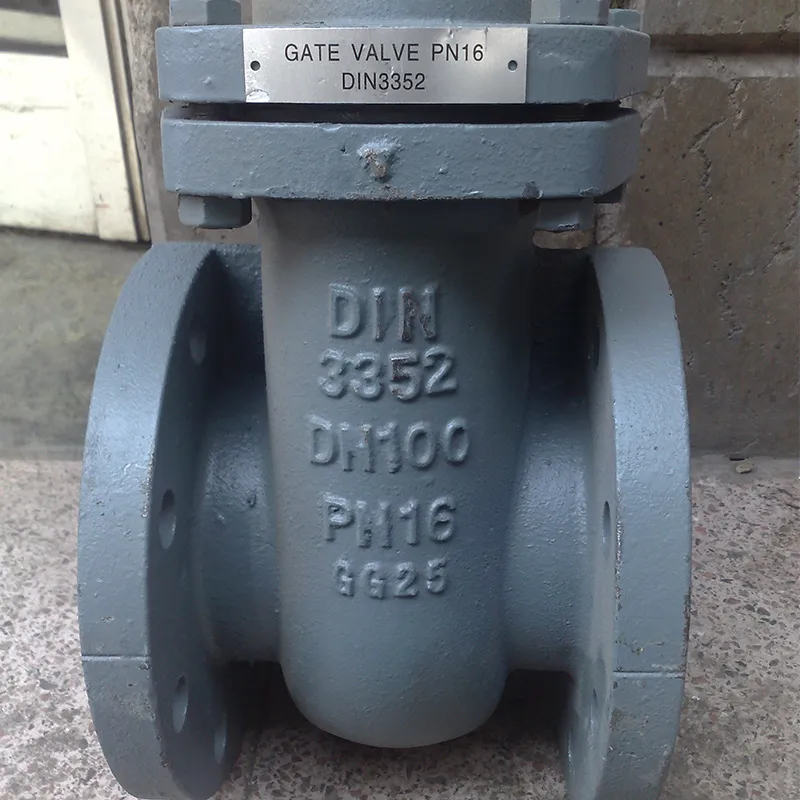 GATE VALVE PN16
DIN3352
DIN
3352
DN100
PN16
GG25